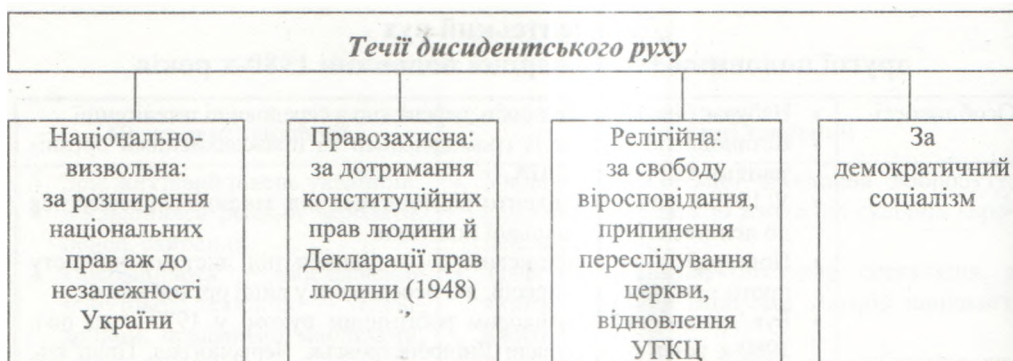 Течії дисидентського руху
Національно-
визвольна:
за розширення
національних
прав аж до
незалежності
України
Правозахисна:
за дотримання
конституційних
прав людини й
Декларації прав
людини (1948)
Релігійна:
за свободу
віросповідання,
припинення
переслідування
церкви,
відновлення
УГКЦ
За
демократичний
соціалізм